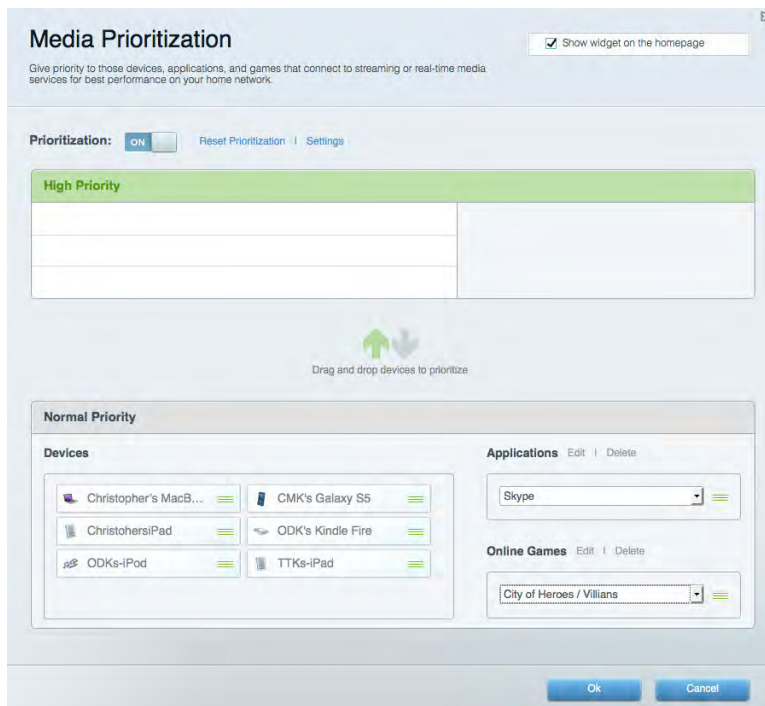 Media Prioritization
Show widget on the homepage
Give priority to those devices, applications, and games that connect to streaming or real-time media
services for best performance on your home network.
Prioritization: ON Reset Prioritization | Settings
High Priority
Drag and drop devices to prioritize
Normal Priority
Devices
Christopher's MacB...
CMK's Galaxy S5
ChristohersiPad
ODK's Kindle Fire
ODKs-iPod
TTKs-iPad
Applications Edit | Delete
Skype
Online Games Edit | Delete
City of Heroes / Villians
Ok
Cancel